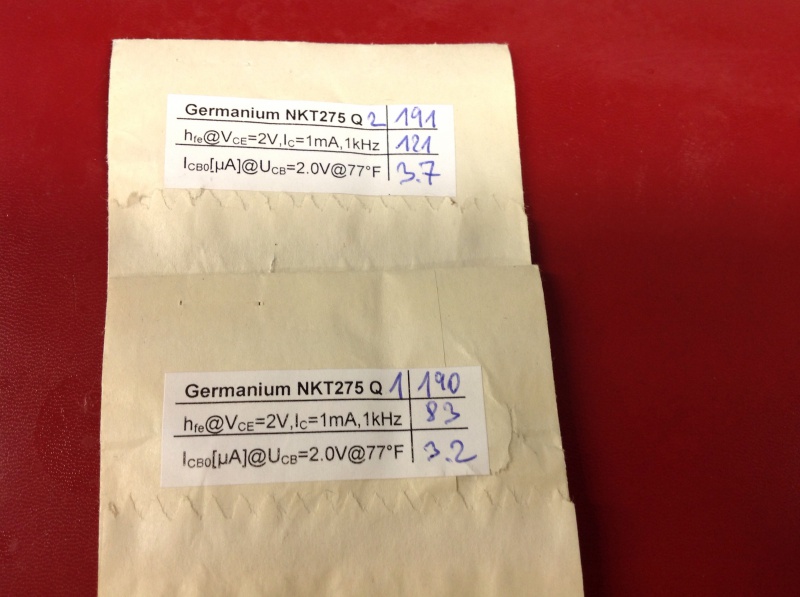 Germanium NKT275 Q 2 191
hfe@VCE=2V,IC=1mA,1kHz 121
ICB0[µA]@UCB=2.0V@77°F 3.7
Germanium NKT275 Q 1 190
hfe@VCE=2V,IC=1mA,1kHz 83
ICB0[µA]@UCB=2.0V@77°F 3.2